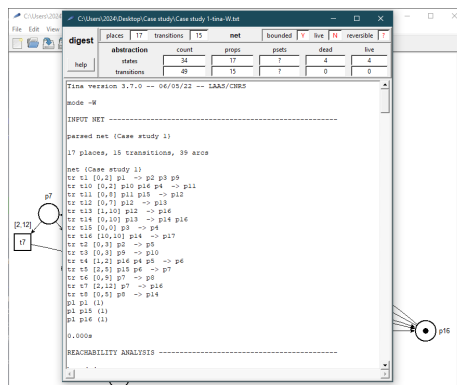 C:\Users\2024
File Edit View
C:\Users\2024\Desktop\Case study\Case study 1-tina-W.txt
digest places 17 transitions 15 net bounded Y live N reversible ?
help
abstraction count props psets dead live
states 34 17 ? 4 4
transitions 49 15 ? 0 0
Tina version 3.7.0 -- 06/05/22 -- LAAS/CNRS
mode -W
INPUT NET -------------------------------------------------------
parsed net {Case study 1}
17 places, 15 transitions, 39 arcs
net {Case study 1}
tr t1 [0,2] p1 -> p2 p3 p9
tr t10 [0,2] p10 p16 p4 -> p11
tr t11 [0,8] p11 p15 -> p12
tr t12 [0,7] p12 -> p13
tr t13 [1,10] p12 -> p16
tr t14 [0,10] p13 -> p14 p16
tr t15 [0,0] p3 -> p4
tr t16 [10,10] p14 -> p17
tr t2 [0,3] p2 -> p5
tr t3 [0,3] p9 -> p10
tr t4 [1,2] p16 p4 p5 -> p6
tr t5 [2,5] p15 p6 -> p7
tr t6 [0,9] p7 -> p8
tr t7 [2,12] p7 -> p16
tr t8 [0,5] p8 -> p14
pl p1 (1)
pl p15 (1)
pl p16 (1)
0.000s
REACHABILITY ANALYSIS -------------------------------------------
p7
[2,12]
t7
p16